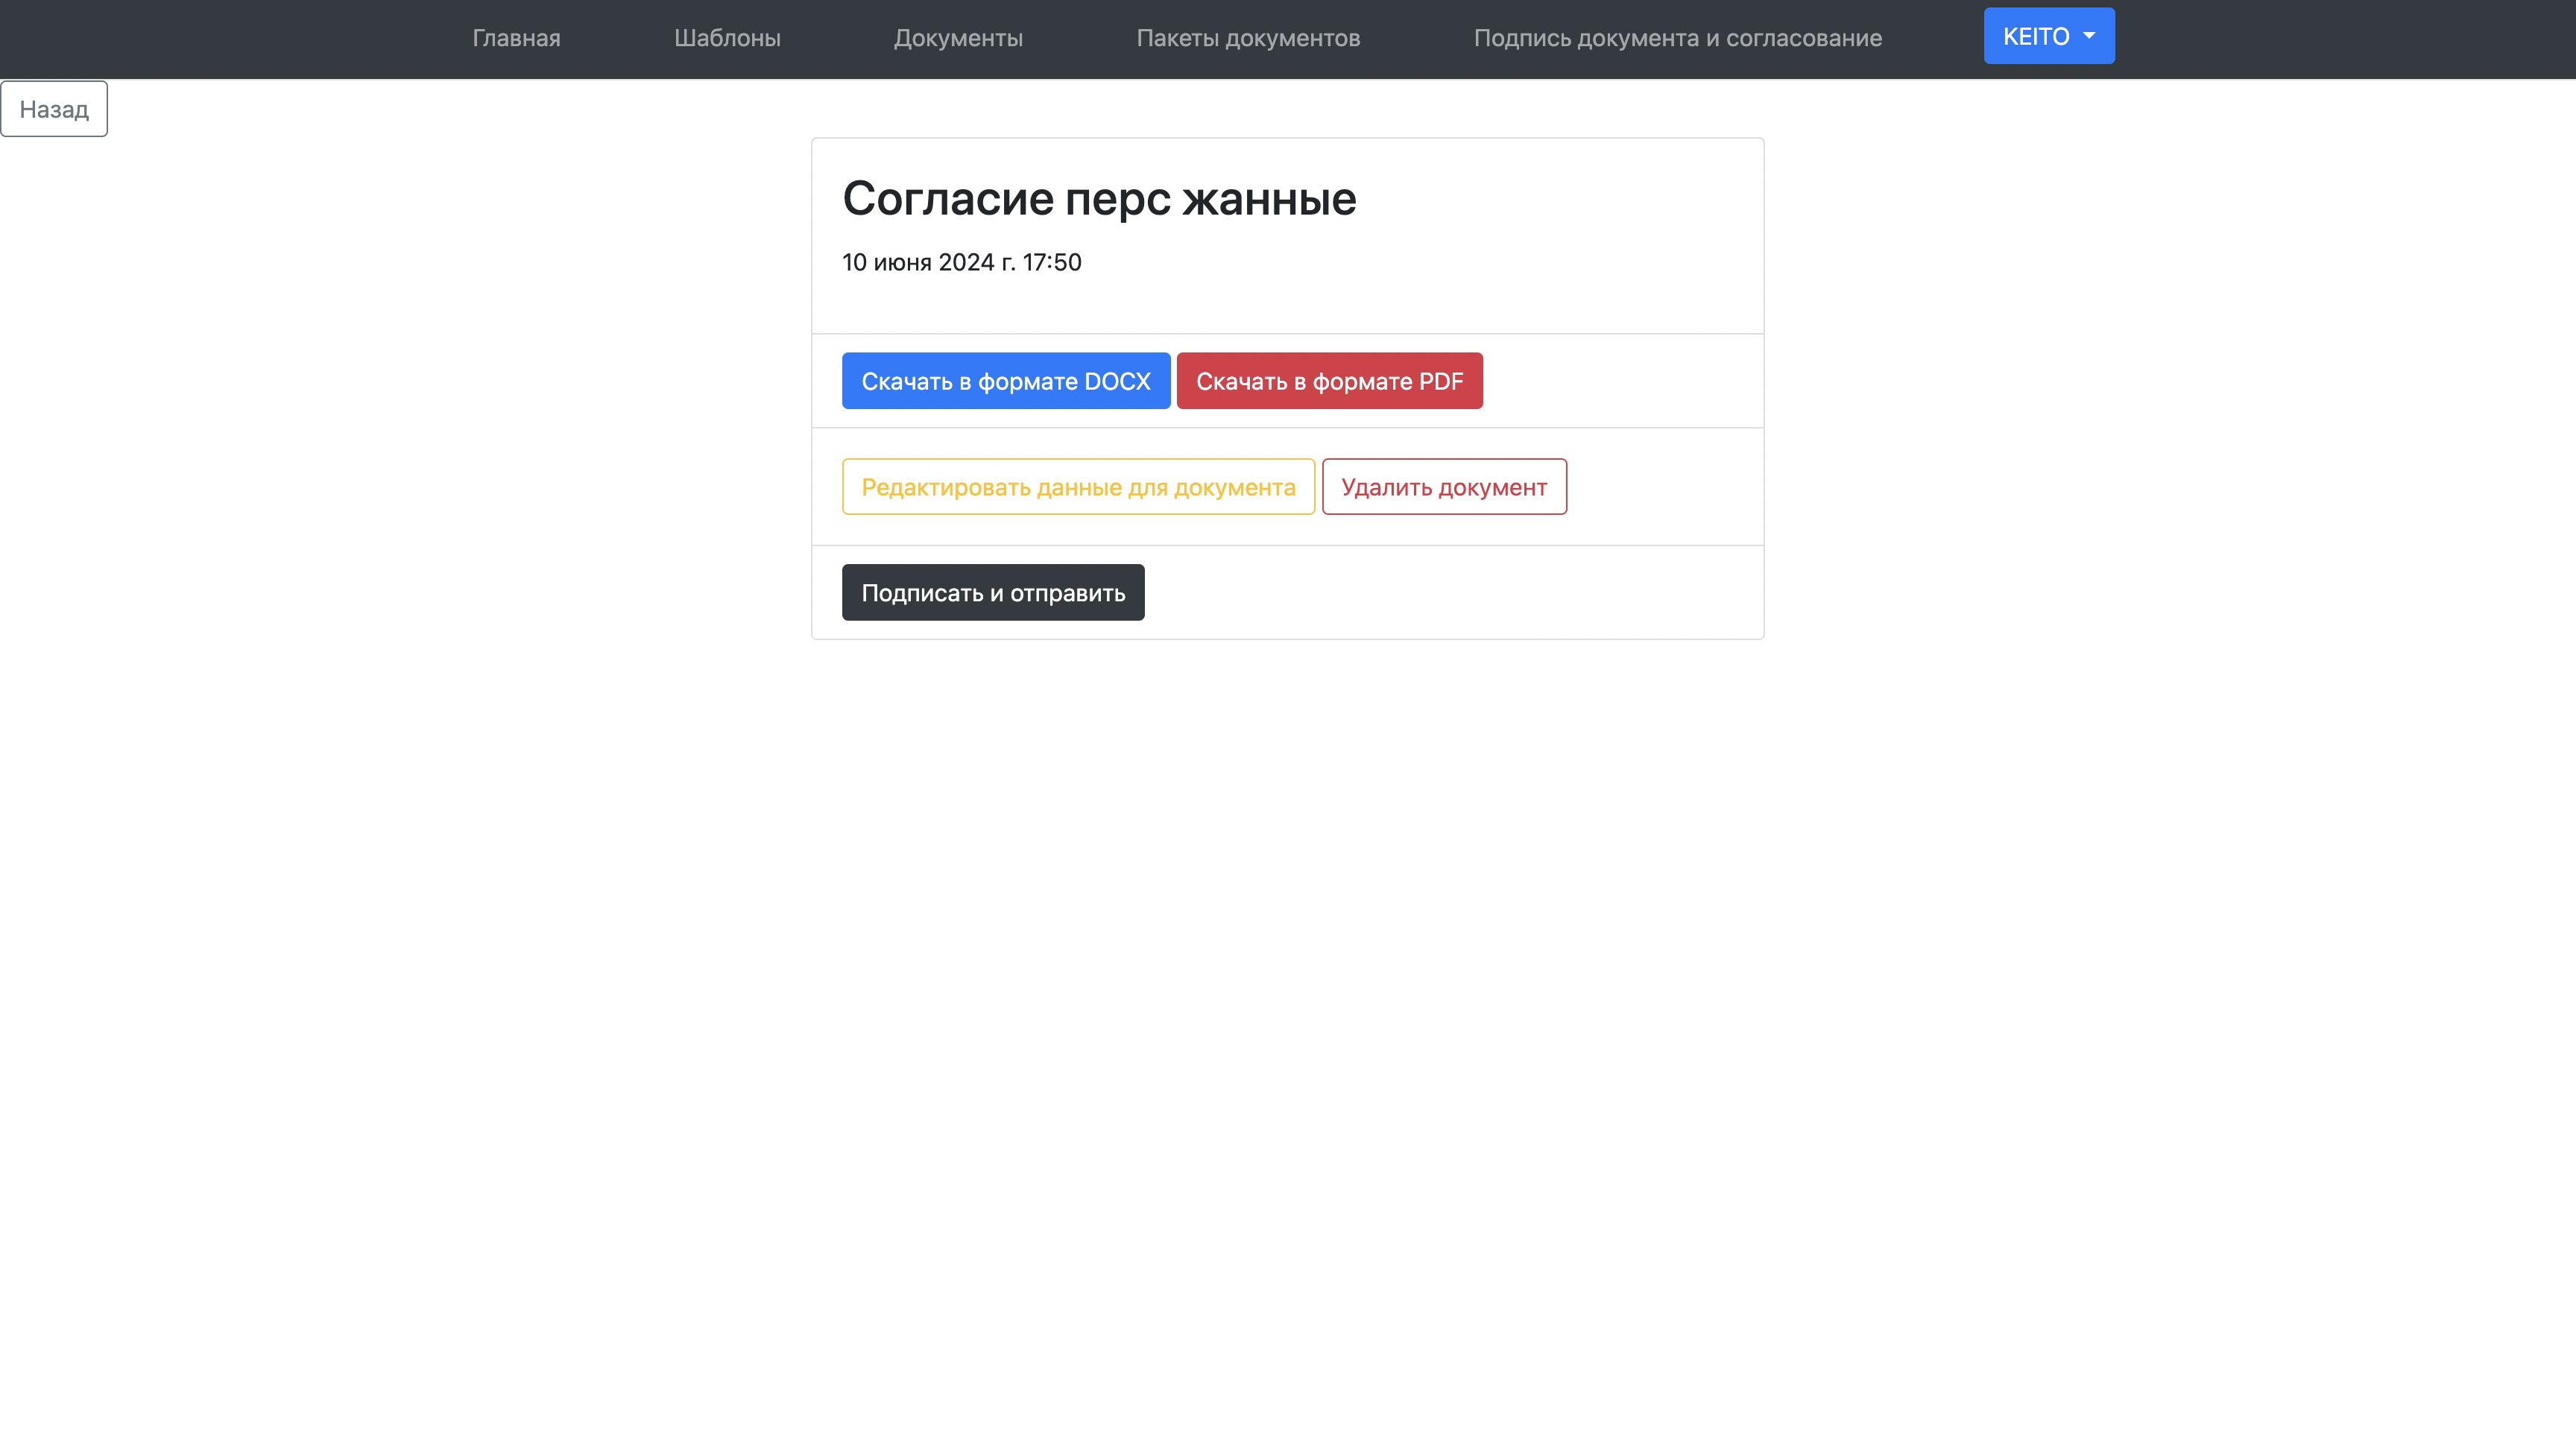 Главная Шаблоны Документы Пакеты документов Подпись документа и согласование KEITO
Назад
Согласие перс жанные
10 июня 2024 г. 17:50
Скачать в формате DOCX Скачать в формате PDF
Редактировать данные для документа Удалить документ
Подписать и отправить